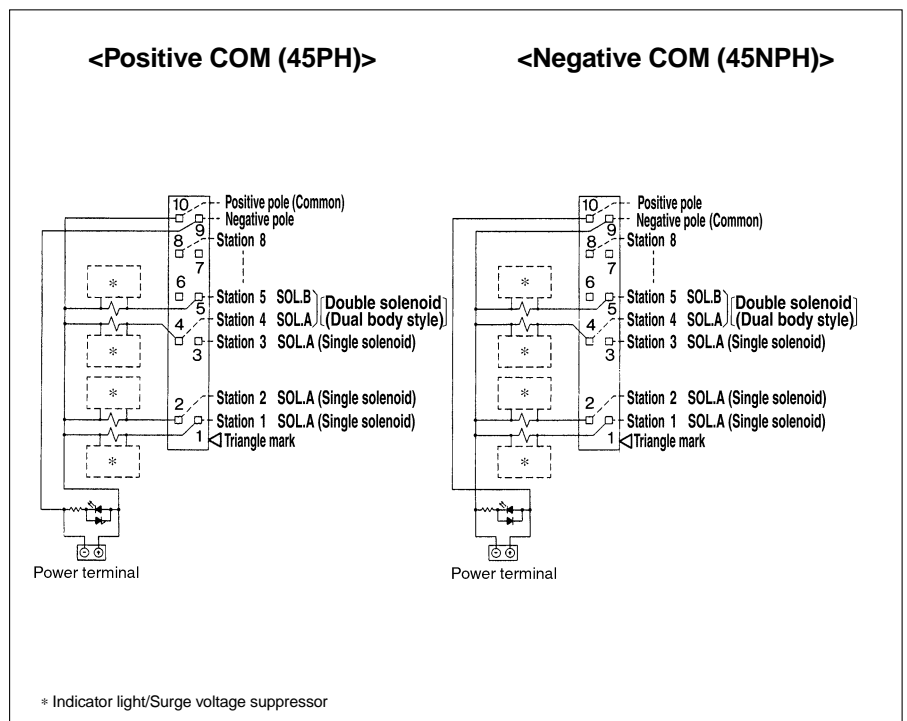 <Positive COM (45PH)>
10 Positive pole (Common)
9 Negative pole
8 Station 8
7
6
5 Station 5 SOL.B Double solenoid
4 Station 4 SOL.A (Dual body style)
Station 3 SOL.A (Single solenoid)
3
2 Station 2 SOL.A (Single solenoid)
Station 1 SOL.A (Single solenoid)
1 Triangle mark
*
*
*
*
Power terminal
<Negative COM (45NPH)>
10 Positive pole
9 Negative pole (Common)
8 Station 8
7
6
5 Station 5 SOL.B Double solenoid
4 Station 4 SOL.A (Dual body style)
Station 3 SOL.A (Single solenoid)
3
2 Station 2 SOL.A (Single solenoid)
Station 1 SOL.A (Single solenoid)
1 Triangle mark
*
*
*
*
Power terminal
* Indicator light/Surge voltage suppressor